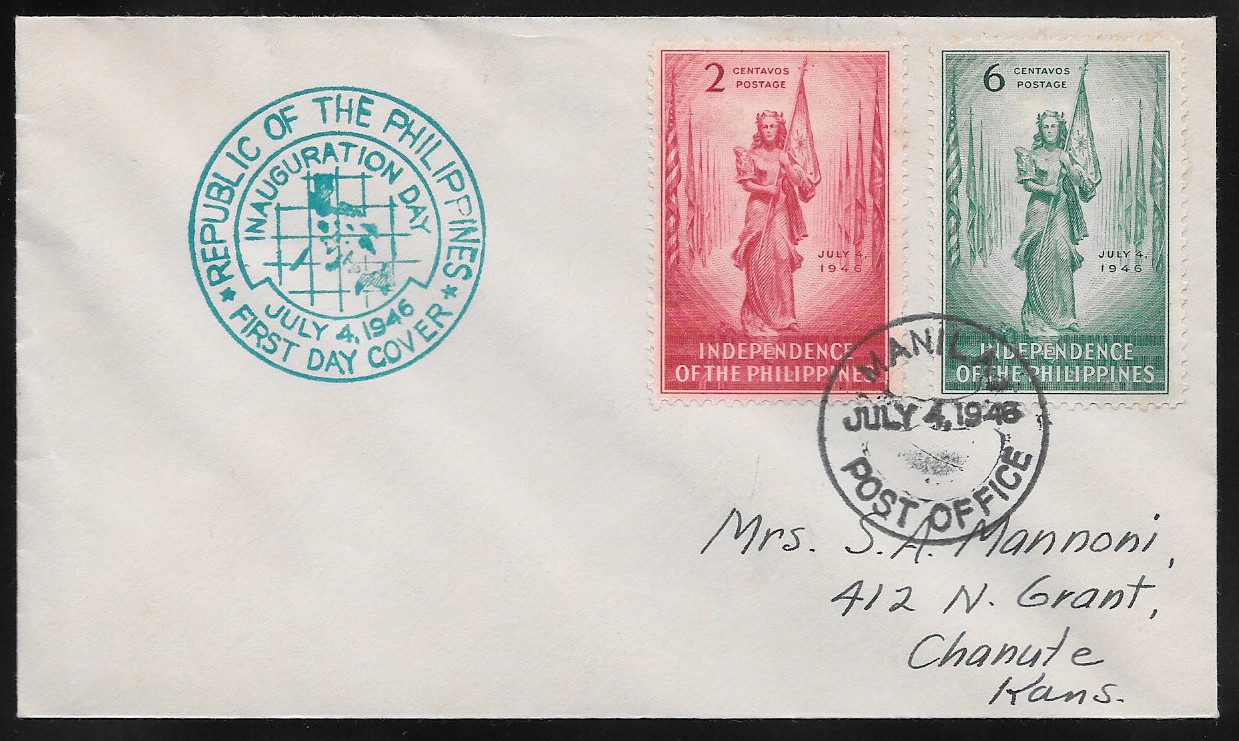 REPUBLIC OF THE PHILIPPINES
INAUGURATION DAY
JULY 4, 1946
★ FIRST DAY COVER ★
2 CENTAVOS
POSTAGE
JULY 4,
1946
INDEPENDENCE
OF THE PHILIPPINES
6 CENTAVOS
POSTAGE
JULY 4,
1946
INDEPENDENCE
OF THE PHILIPPINES
MANILA
JULY 4, 1946
POST OFFICE
Mrs. S. A. Mannoni,
412 N. Grant,
Chanute
Kans.